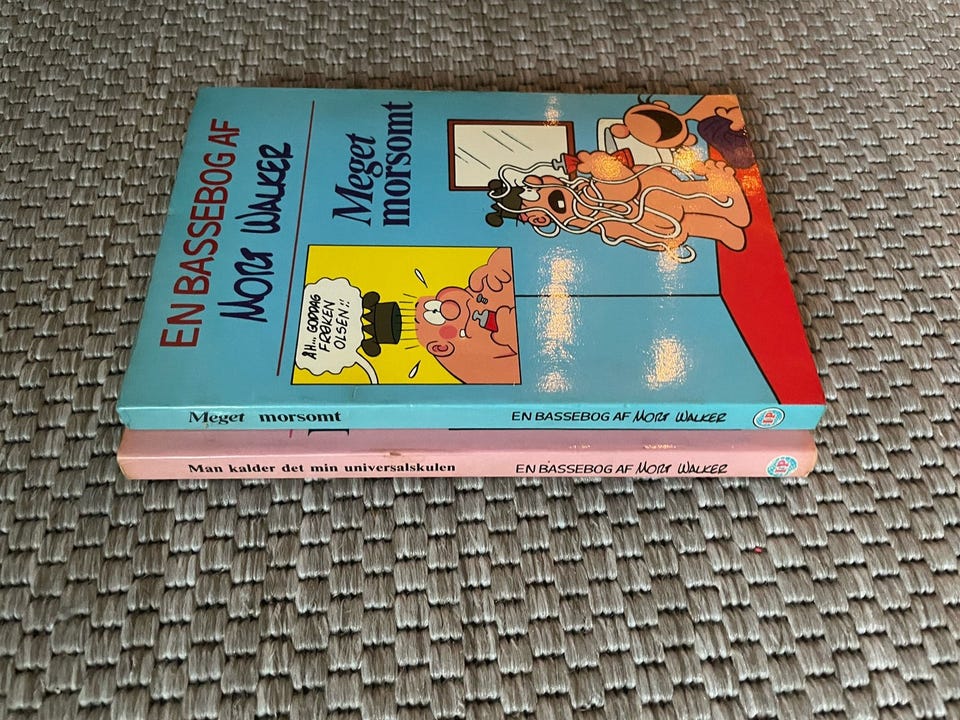 EN BASSEBOG AF
MORT WALKER
Meget
morsomt
ÅH... GODDAG
FRØKEN
OLSEN!!
Meget morsomt
EN BASSEBOG AF MORT WALKER
Man kalder det min universalskulen
EN BASSEBOG AF MORT WALKER